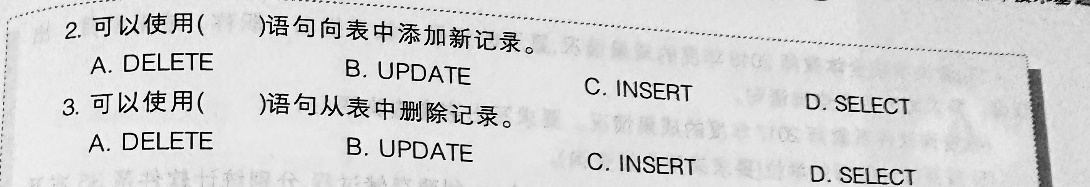 2. 可以使用( )语句向表中添加新记录。
A. DELETE B. UPDATE C. INSERT D. SELECT
3. 可以使用( )语句从表中删除记录。
A. DELETE B. UPDATE C. INSERT D. SELECT